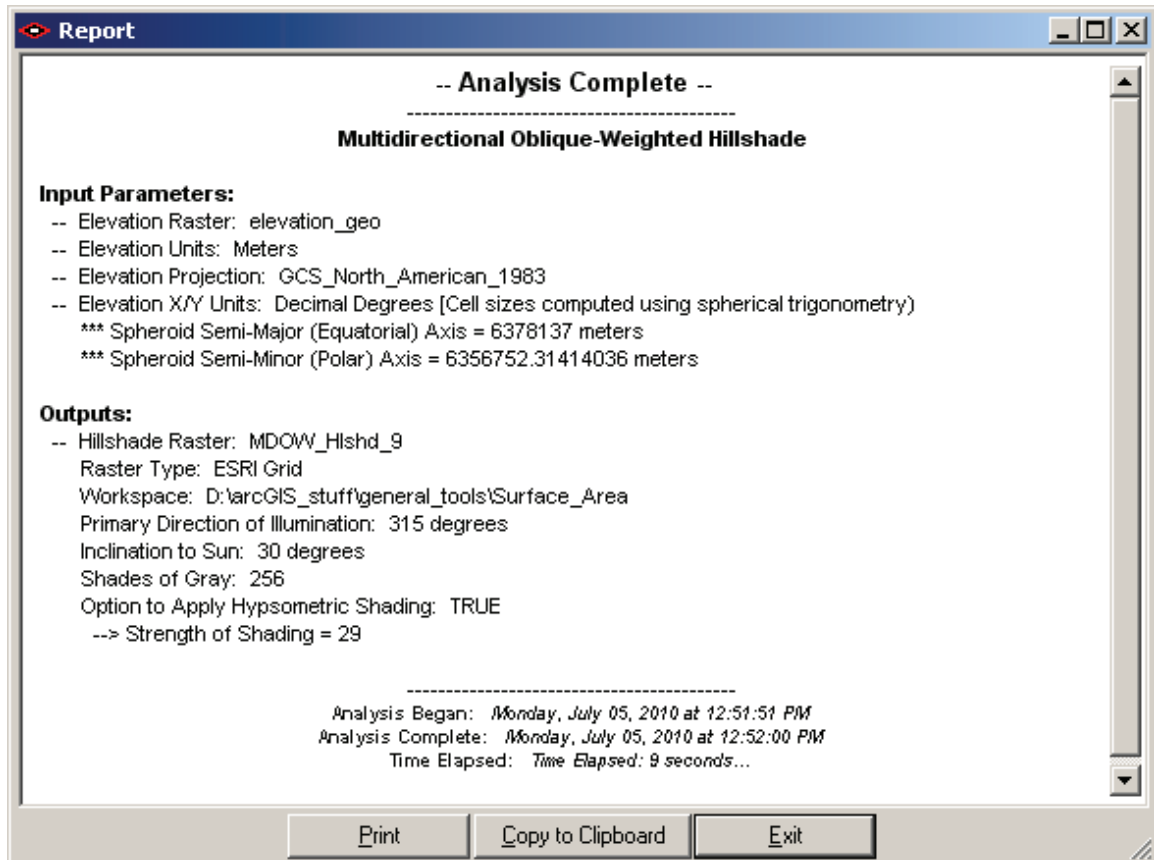 Report
-- Analysis Complete --
------------------------------------------
Multidirectional Oblique-Weighted Hillshade
Input Parameters:
-- Elevation Raster: elevation_geo
-- Elevation Units: Meters
-- Elevation Projection: GCS_North_American_1983
-- Elevation X/Y Units: Decimal Degrees [Cell sizes computed using spherical trigonometry)
*** Spheroid Semi-Major (Equatorial) Axis = 6378137 meters
*** Spheroid Semi-Minor (Polar) Axis = 6356752.31414036 meters
Outputs:
-- Hillshade Raster: MDOW_Hlshd_9
Raster Type: ESRI Grid
Workspace: D:\arcGIS_stuff\general_tools\Surface_Area
Primary Direction of Illumination: 315 degrees
Inclination to Sun: 30 degrees
Shades of Gray: 256
Option to Apply Hypsometric Shading: TRUE
--> Strength of Shading = 29
------------------------------------------
Analysis Began: Monday, July 05, 2010 at 12:51:51 PM
Analysis Complete: Monday, July 05, 2010 at 12:52:00 PM
Time Elapsed: Time Elapsed: 9 seconds...
Print Copy to Clipboard Exit